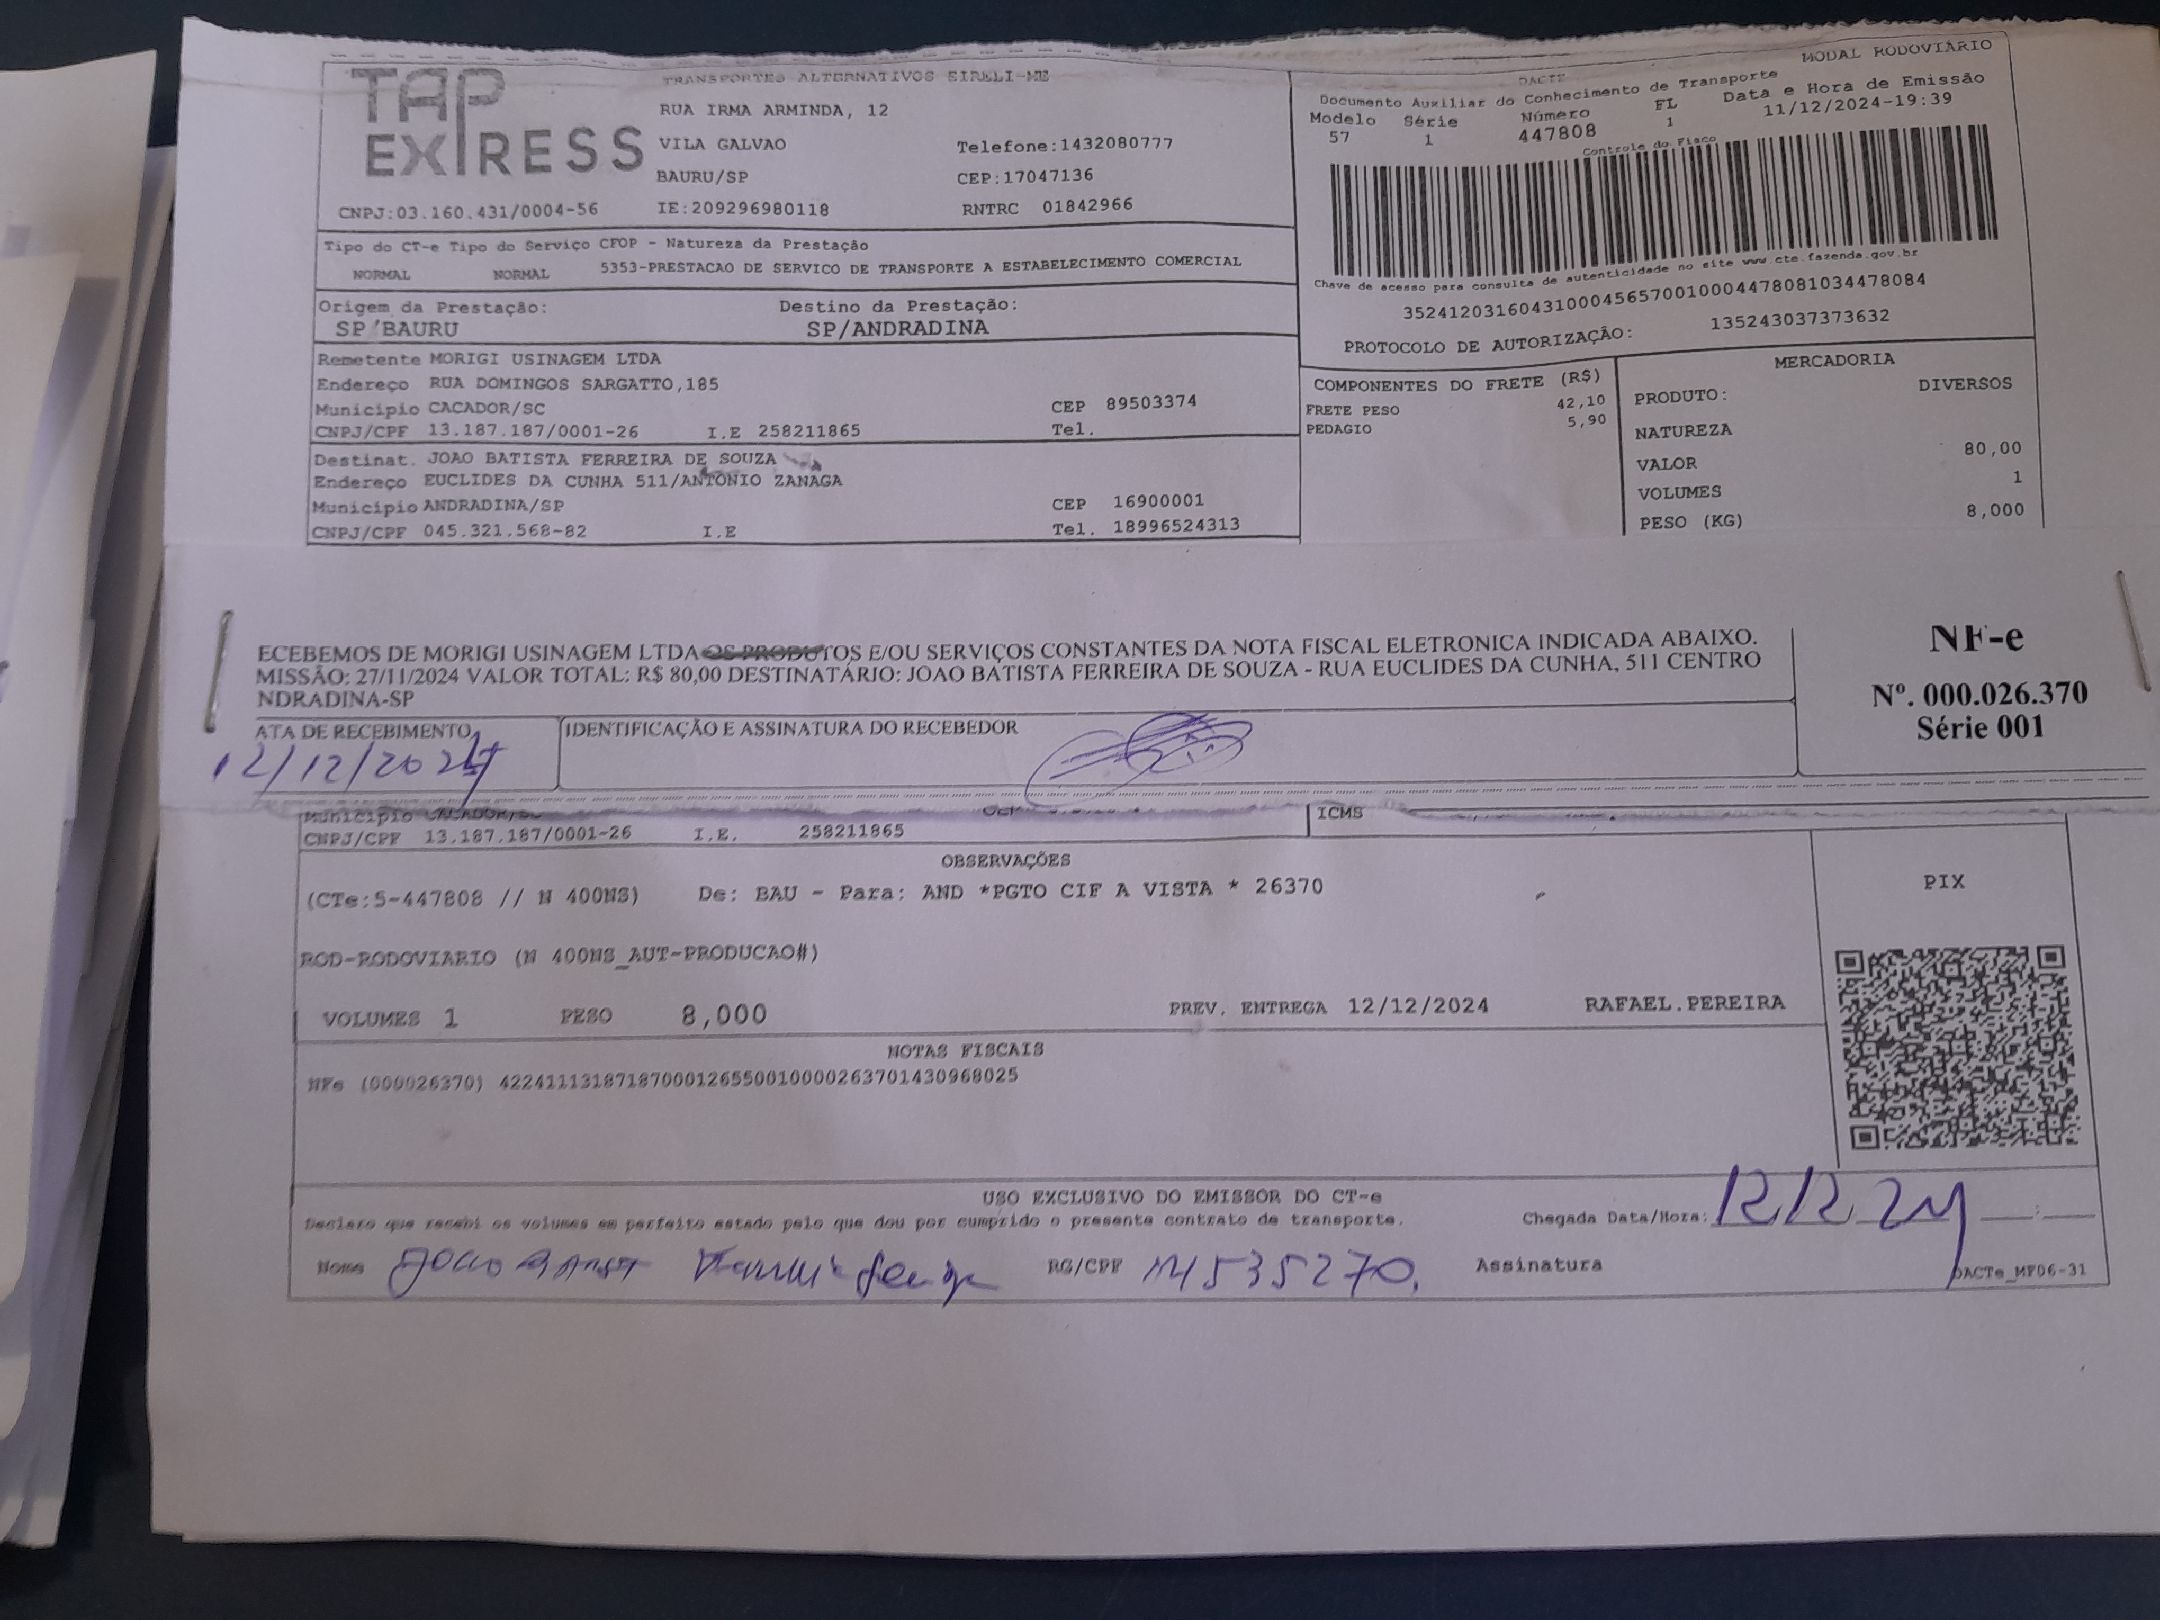 TAP EXPRESS
TRANSPORTES ALTERNATIVOS EIRELI-ME
RUA IRMA ARMINDA, 12
VILA GALVAO Telefone:1432080777
BAURU/SP CEP:17047136
CNPJ:03.160.431/0004-56 IE:209296980118 RNTRC 01842966
DACTE MODAL RODOVIÁRIO
Documento Auxiliar do Conhecimento de Transporte
Modelo Série Número FL Data e Hora de Emissão
57 1 447808 1 11/12/2024-19:39
Controle do Fisco
Chave de acesso para consulta de autenticidade no site www.cte.fazenda.gov.br
35241203160431000456570010004478081034478084
PROTOCOLO DE AUTORIZAÇÃO: 135243037373632
Tipo do CT-e Tipo do Serviço CFOP - Natureza da Prestação
NORMAL NORMAL 5353-PRESTACAO DE SERVICO DE TRANSPORTE A ESTABELECIMENTO COMERCIAL
Origem da Prestação: Destino da Prestação:
SP/BAURU SP/ANDRADINA
Remetente MORIGI USINAGEM LTDA
Endereço RUA DOMINGOS SARGATTO,185
Município CACADOR/SC CEP 89503374
CNPJ/CPF 13.187.187/0001-26 I.E 258211865 Tel.
Destinat. JOAO BATISTA FERREIRA DE SOUZA
Endereço EUCLIDES DA CUNHA 511/ANTONIO ZANAGA
Município ANDRADINA/SP CEP 16900001
CNPJ/CPF 045.321.568-82 I.E Tel. 18996524313
COMPONENTES DO FRETE (R$)
FRETE PESO 42,10
PEDAGIO 5,90
MERCADORIA
PRODUTO: DIVERSOS
NATUREZA
VALOR 80,00
VOLUMES 1
PESO (KG) 8,000
ECEBEMOS DE MORIGI USINAGEM LTDA OS PRODUTOS E/OU SERVIÇOS CONSTANTES DA NOTA FISCAL ELETRONICA INDICADA ABAIXO.
MISSÃO: 27/11/2024 VALOR TOTAL: R$ 80,00 DESTINATÁRIO: JOAO BATISTA FERREIRA DE SOUZA - RUA EUCLIDES DA CUNHA, 511 CENTRO
NDRADINA-SP
ATA DE RECEBIMENTO IDENTIFICAÇÃO E ASSINATURA DO RECEBEDOR
12/12/2024
NF-e
Nº. 000.026.370
Série 001
Município CACADOR/SC
CNPJ/CPF 13.187.187/0001-26 I.E. 258211865
ICMS
OBSERVAÇÕES
(CTe:5-447808 // N 400NS) De: BAU - Para: AND *PGTO CIF A VISTA * 26370
ROD-RODOVIARIO (N 400NS_AUT-PRODUCAO#)
VOLUMES 1 PESO 8,000 PREV. ENTREGA 12/12/2024 RAFAEL.PEREIRA
PIX
NOTAS FISCAIS
NFe (000026370) 42241113187187000126550010000263701430968025
USO EXCLUSIVO DO EMISSOR DO CT-e
Declaro que recebi os volumes em perfeito estado pelo que dou por cumprido o presente contrato de transporte.
Chegada Data/Hora: 12/12 24
Nome RG/CPF 14535270 Assinatura
DACTe_MF06-31